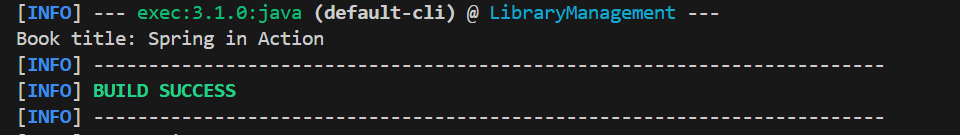 [INFO] --- exec:3.1.0:java (default-cli) @ LibraryManagement ---
Book title: Spring in Action
[INFO] ------------------------------------------------------------------------
[INFO] BUILD SUCCESS
[INFO] ------------------------------------------------------------------------